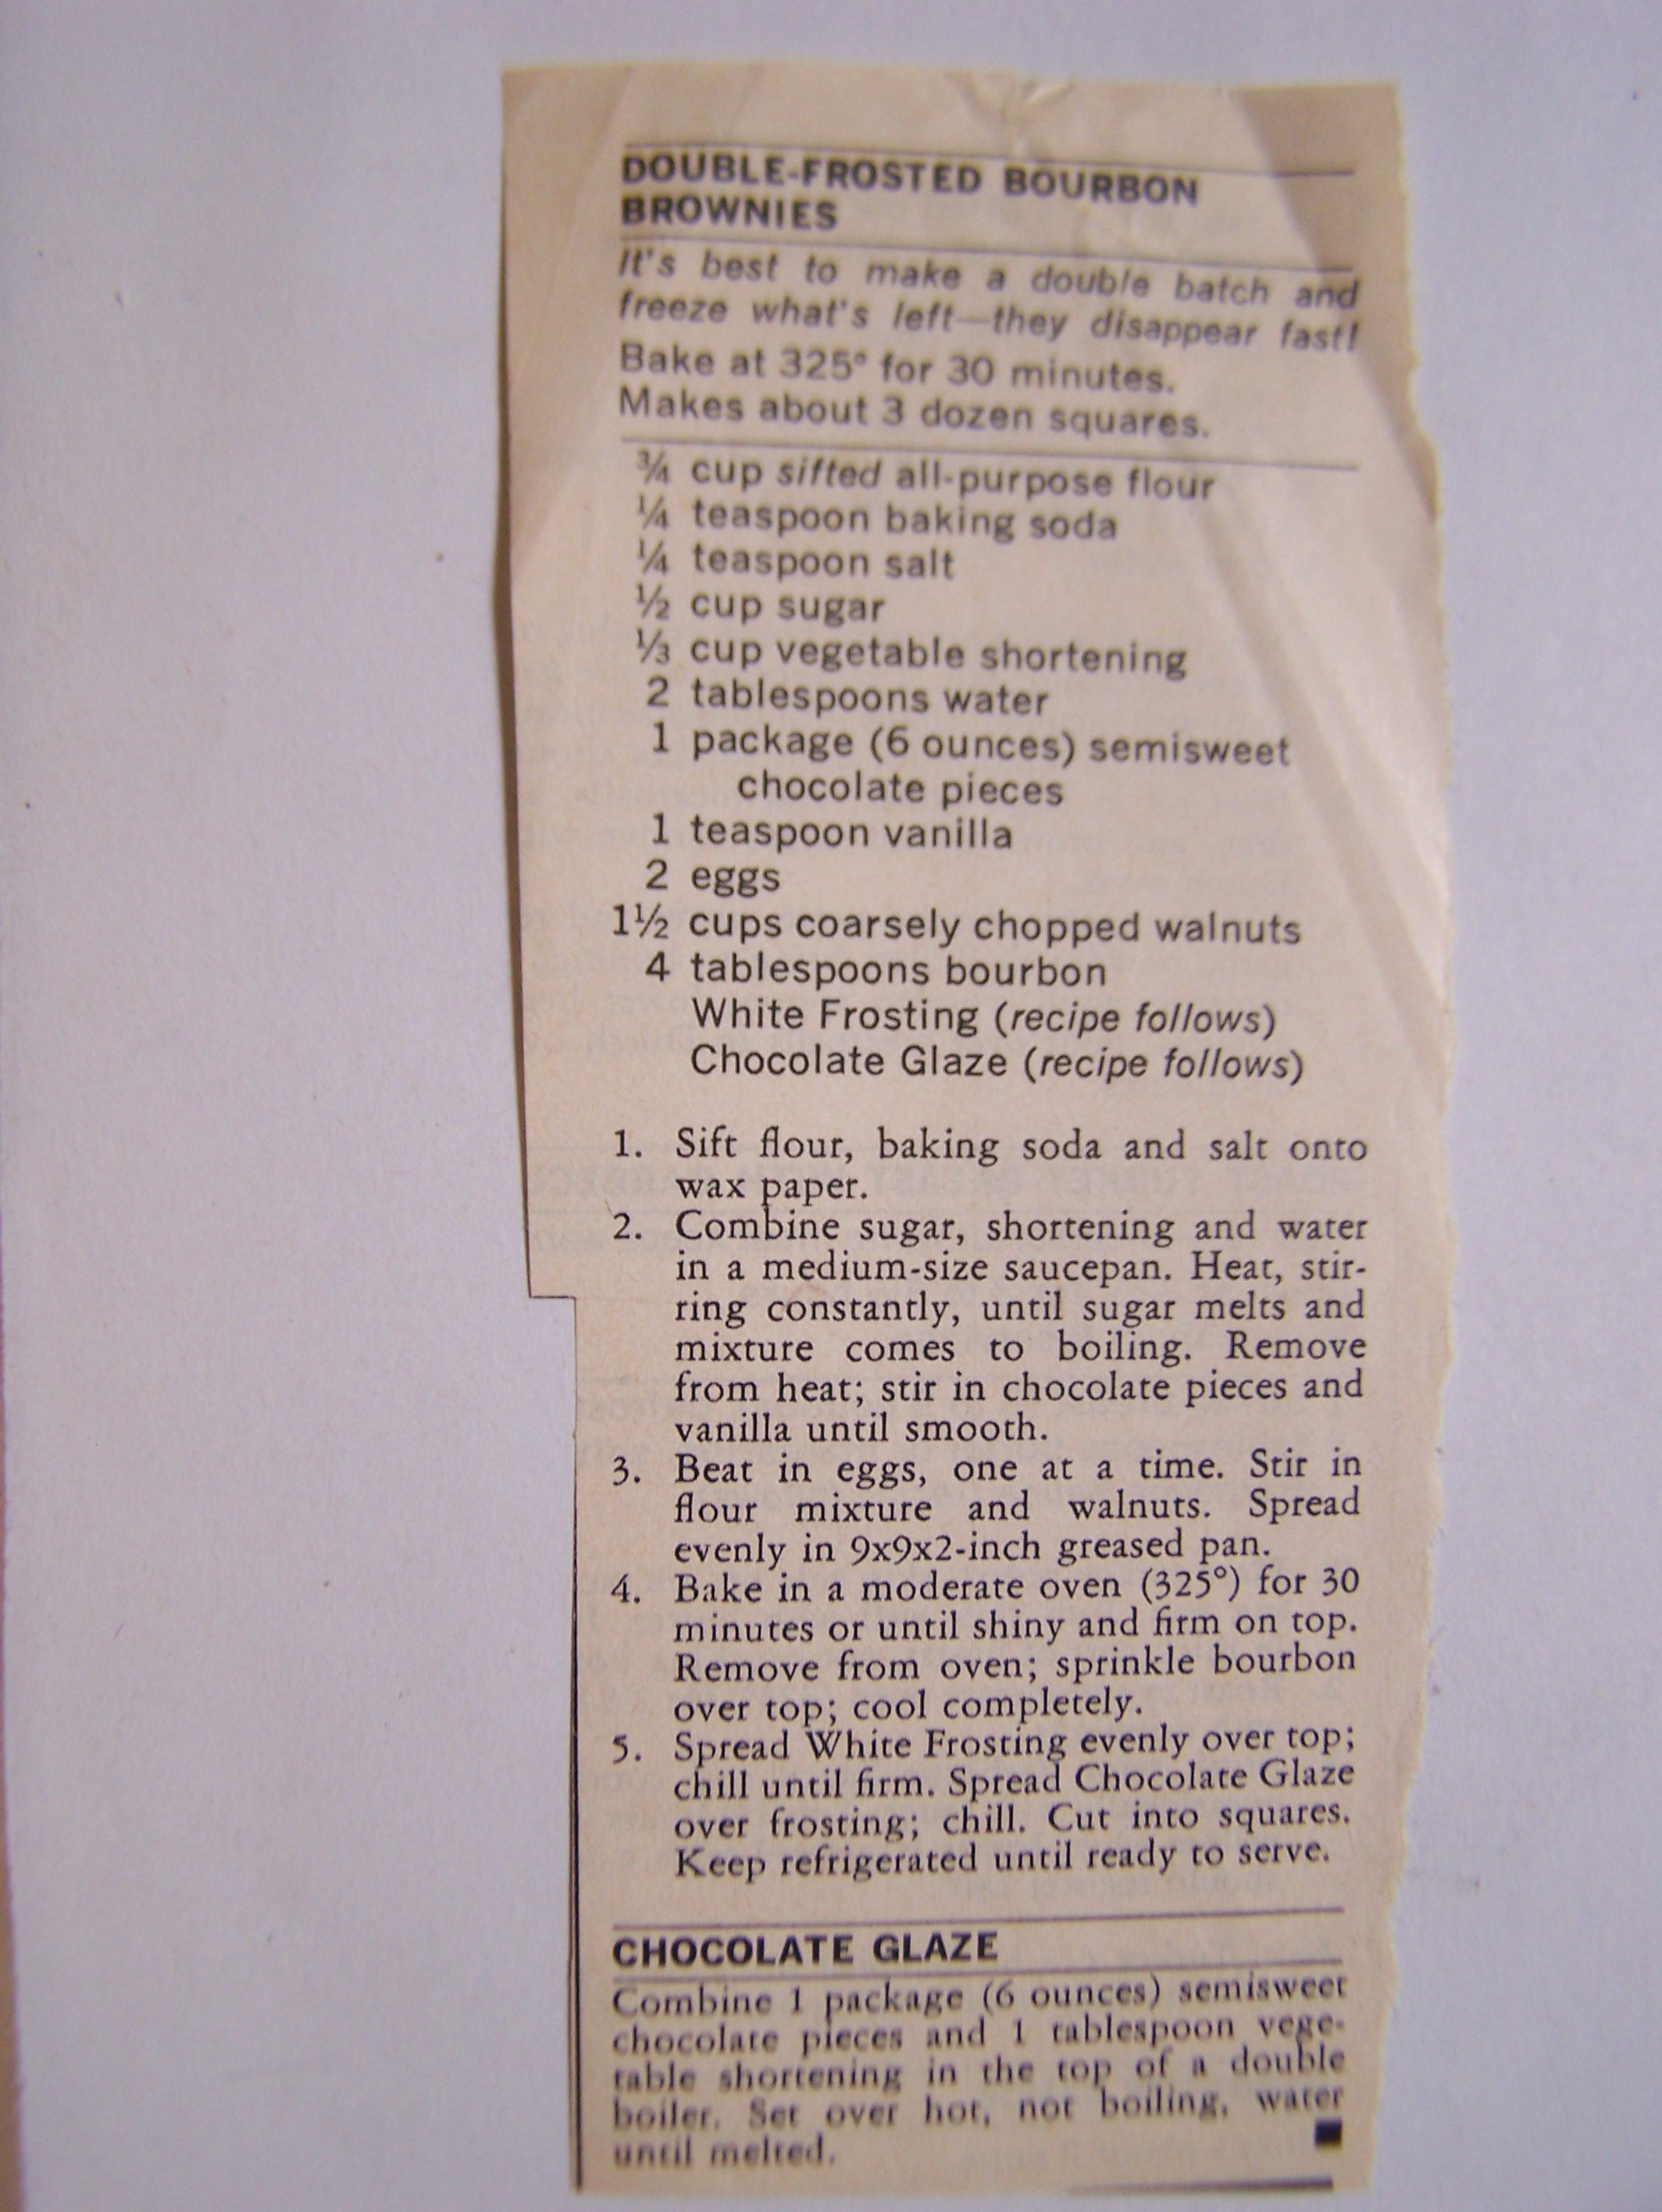 DOUBLE-FROSTED BOURBON
BROWNIES
It's best to make a double batch and
freeze what's left—they disappear fast!
Bake at 325° for 30 minutes.
Makes about 3 dozen squares.
¾ cup sifted all-purpose flour
¼ teaspoon baking soda
¼ teaspoon salt
½ cup sugar
⅓ cup vegetable shortening
2 tablespoons water
1 package (6 ounces) semisweet
chocolate pieces
1 teaspoon vanilla
2 eggs
1½ cups coarsely chopped walnuts
4 tablespoons bourbon
White Frosting (recipe follows)
Chocolate Glaze (recipe follows)
1. Sift flour, baking soda and salt onto
wax paper.
2. Combine sugar, shortening and water
in a medium-size saucepan. Heat, stir-
ring constantly, until sugar melts and
mixture comes to boiling. Remove
from heat; stir in chocolate pieces and
vanilla until smooth.
3. Beat in eggs, one at a time. Stir in
flour mixture and walnuts. Spread
evenly in 9x9x2-inch greased pan.
4. Bake in a moderate oven (325°) for 30
minutes or until shiny and firm on top.
Remove from oven; sprinkle bourbon
over top; cool completely.
5. Spread White Frosting evenly over top;
chill until firm. Spread Chocolate Glaze
over frosting; chill. Cut into squares.
Keep refrigerated until ready to serve.
CHOCOLATE GLAZE
Combine 1 package (6 ounces) semisweet
chocolate pieces and 1 tablespoon vege-
table shortening in the top of a double
boiler. Set over hot, not boiling, water
until melted.